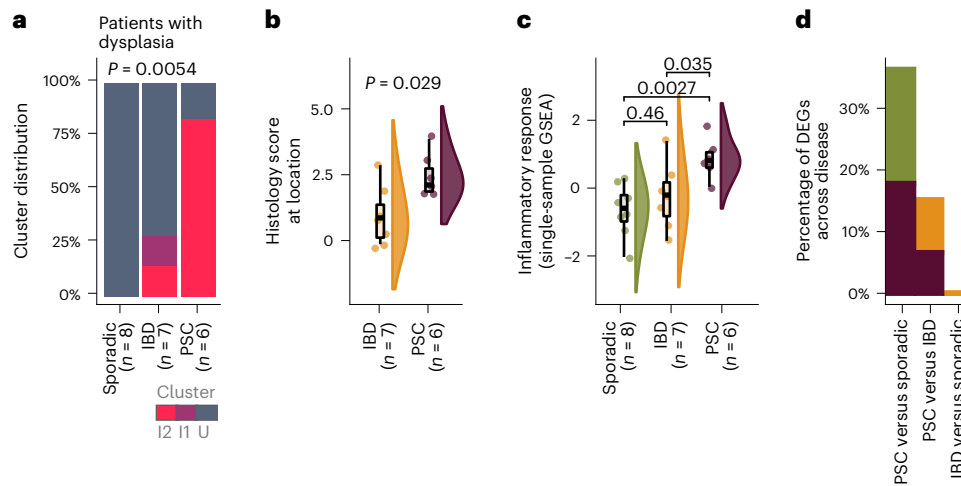 a
Patients with
dysplasia
P = 0.0054
100%
75%
50%
25%
0%
Cluster distribution
Sporadic
(n = 8)
IBD
(n = 7)
PSC
(n = 6)
Cluster
I2 I1 U
b
P = 0.029
5.0
2.5
0
Histology score
at location
IBD
(n = 7)
PSC
(n = 6)
c
0.035
0.0027
0.46
2
0
−2
Inflammatory response
(single-sample GSEA)
Sporadic
(n = 8)
IBD
(n = 7)
PSC
(n = 6)
d
30%
20%
10%
0%
Percentage of DEGs
across disease
PSC versus sporadic
PSC versus IBD
IBD versus sporadic